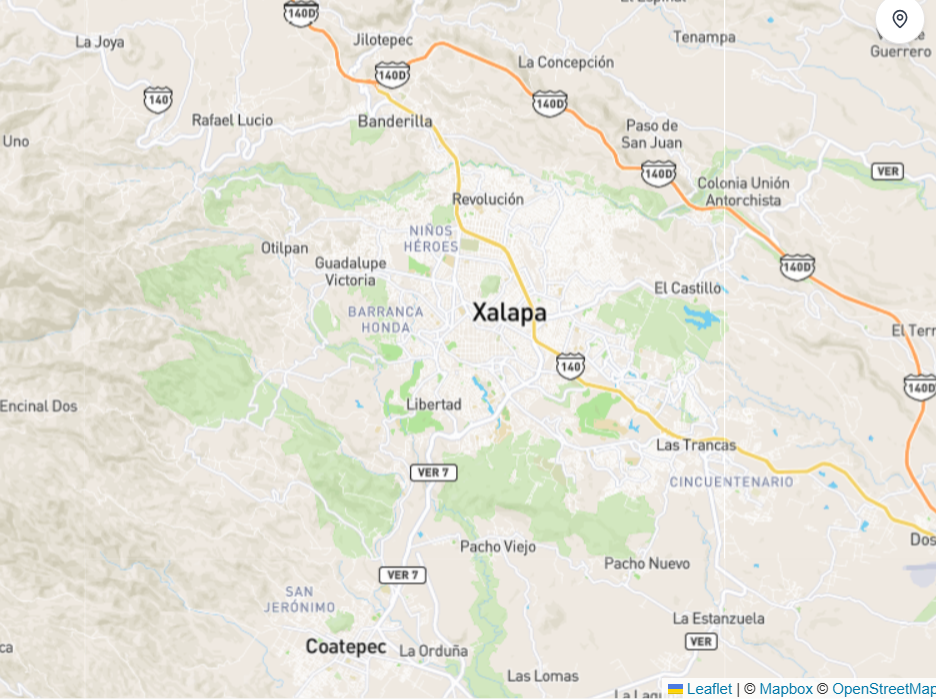 140D
La Joya
Jilotepec
Tenampa
La Concepción
Guerrero
140D
140
140D
Rafael Lucio
Banderilla
Paso de
San Juan
Uno
140D
VER
Colonia Unión
Antorchista
Revolución
NIÑOS
HÉROES
Otilpan
Guadalupe
Victoria
140D
El Castillo
Xalapa
BARRANCA
HONDA
El Terr
140
140D
Encinal Dos
Libertad
Las Trancas
VER 7
CINCUENTENARIO
Dos
Pacho Viejo
Pacho Nuevo
VER 7
SAN
JERÓNIMO
La Estanzuela
VER
ca
Coatepec
La Orduña
Las Lomas
Leaflet | © Mapbox © OpenStreetMap